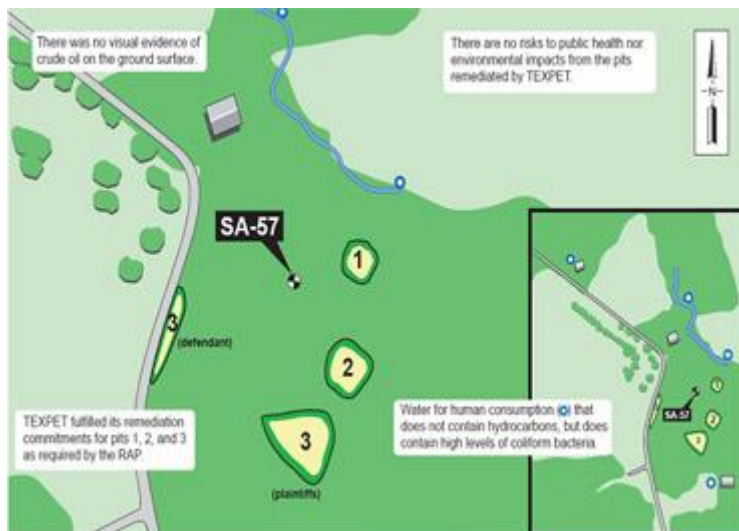 There was no visual evidence of
crude oil on the ground surface.
There are no risks to public health nor
environmental impacts from the pits
remediated by TEXPET.
N
SA-57
1
3
(defendant)
2
3
(plaintiffs)
TEXPET fulfilled its remediation
commitments for pits 1, 2, and 3
as required by the RAP.
Water for human consumption that
does not contain hydrocarbons, but does
contain high levels of coliform bacteria.
1
SA-57
2
3